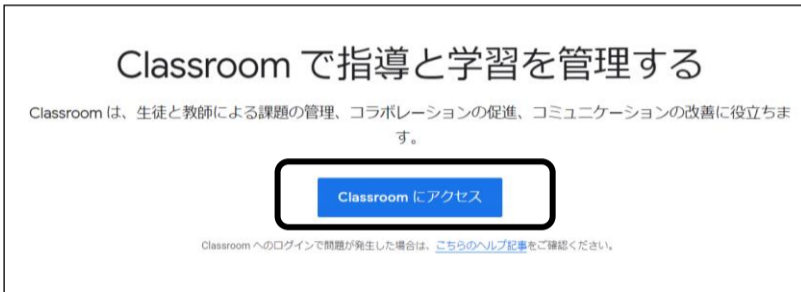 Classroom で指導と学習を管理する
Classroom は、生徒と教師による課題の管理、コラボレーションの促進、コミュニケーションの改善に役立ちま
す。
Classroom にアクセス
Classroom へのログインで問題が発生した場合は、こちらのヘルプ記事をご確認ください。